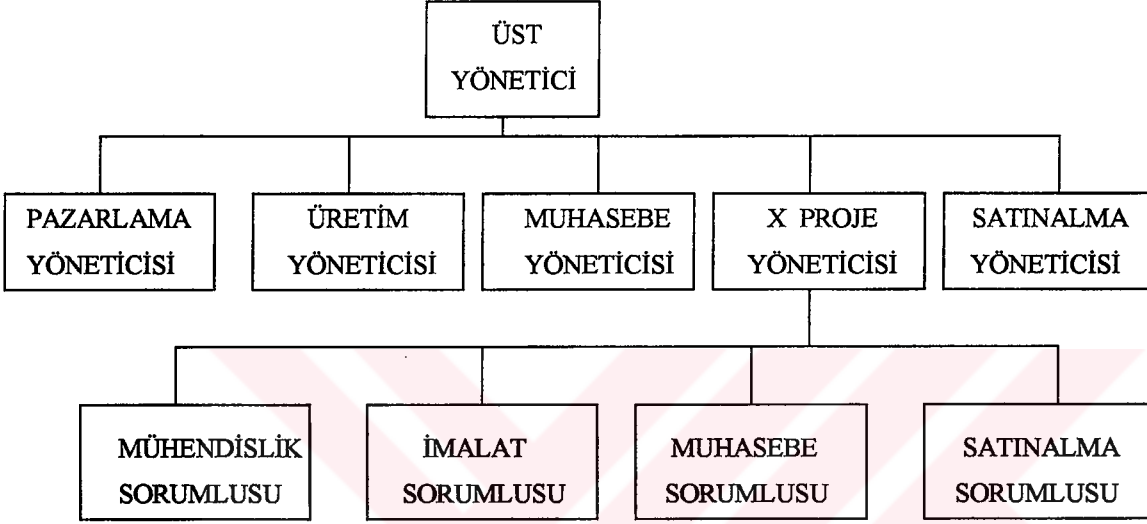 ÜST
YÖNETİCİ
PAZARLAMA
YÖNETİCİSİ
ÜRETİM
YÖNETİCİSİ
MUHASEBE
YÖNETİCİSİ
X PROJE
YÖNETİCİSİ
SATINALMA
YÖNETİCİSİ
MÜHENDİSLİK
SORUMLUSU
İMALAT
SORUMLUSU
MUHASEBE
SORUMLUSU
SATINALMA
SORUMLUSU